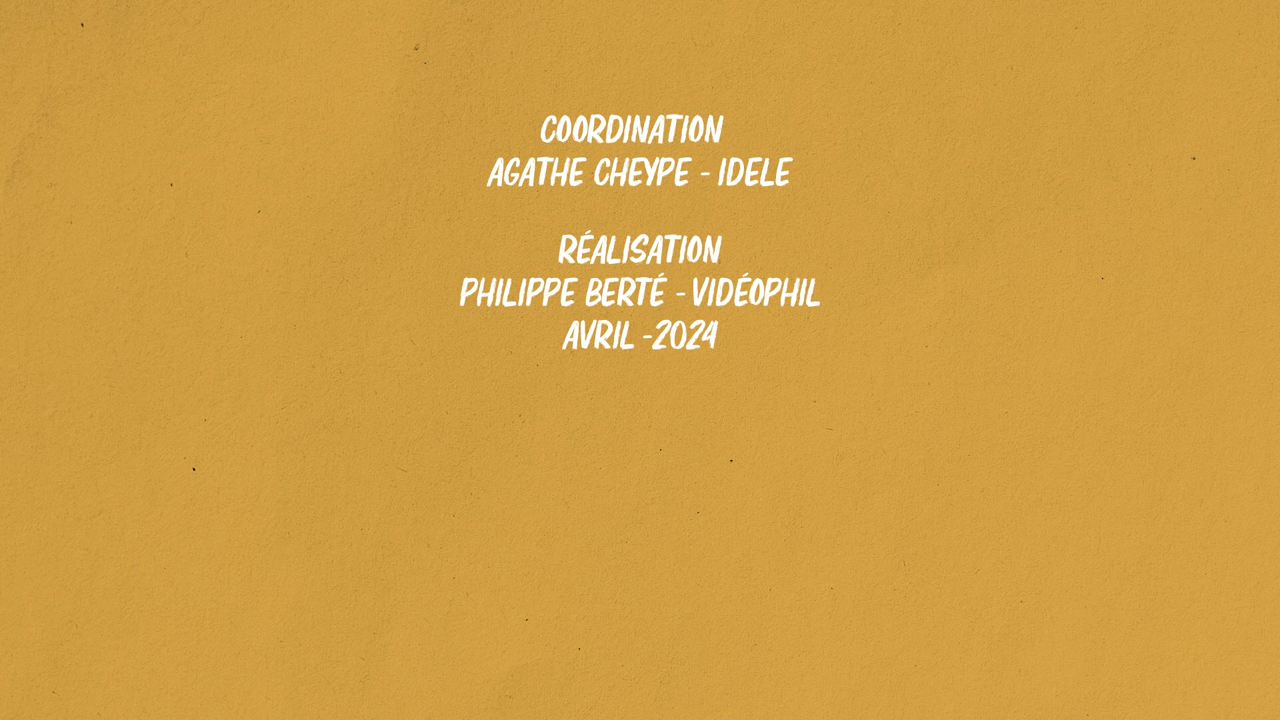 COORDINATION
AGATHE CHEYPE - IDELE
RÉALISATION
PHILIPPE BERTÉ - VIDÉOPHIL
AVRIL - 2024